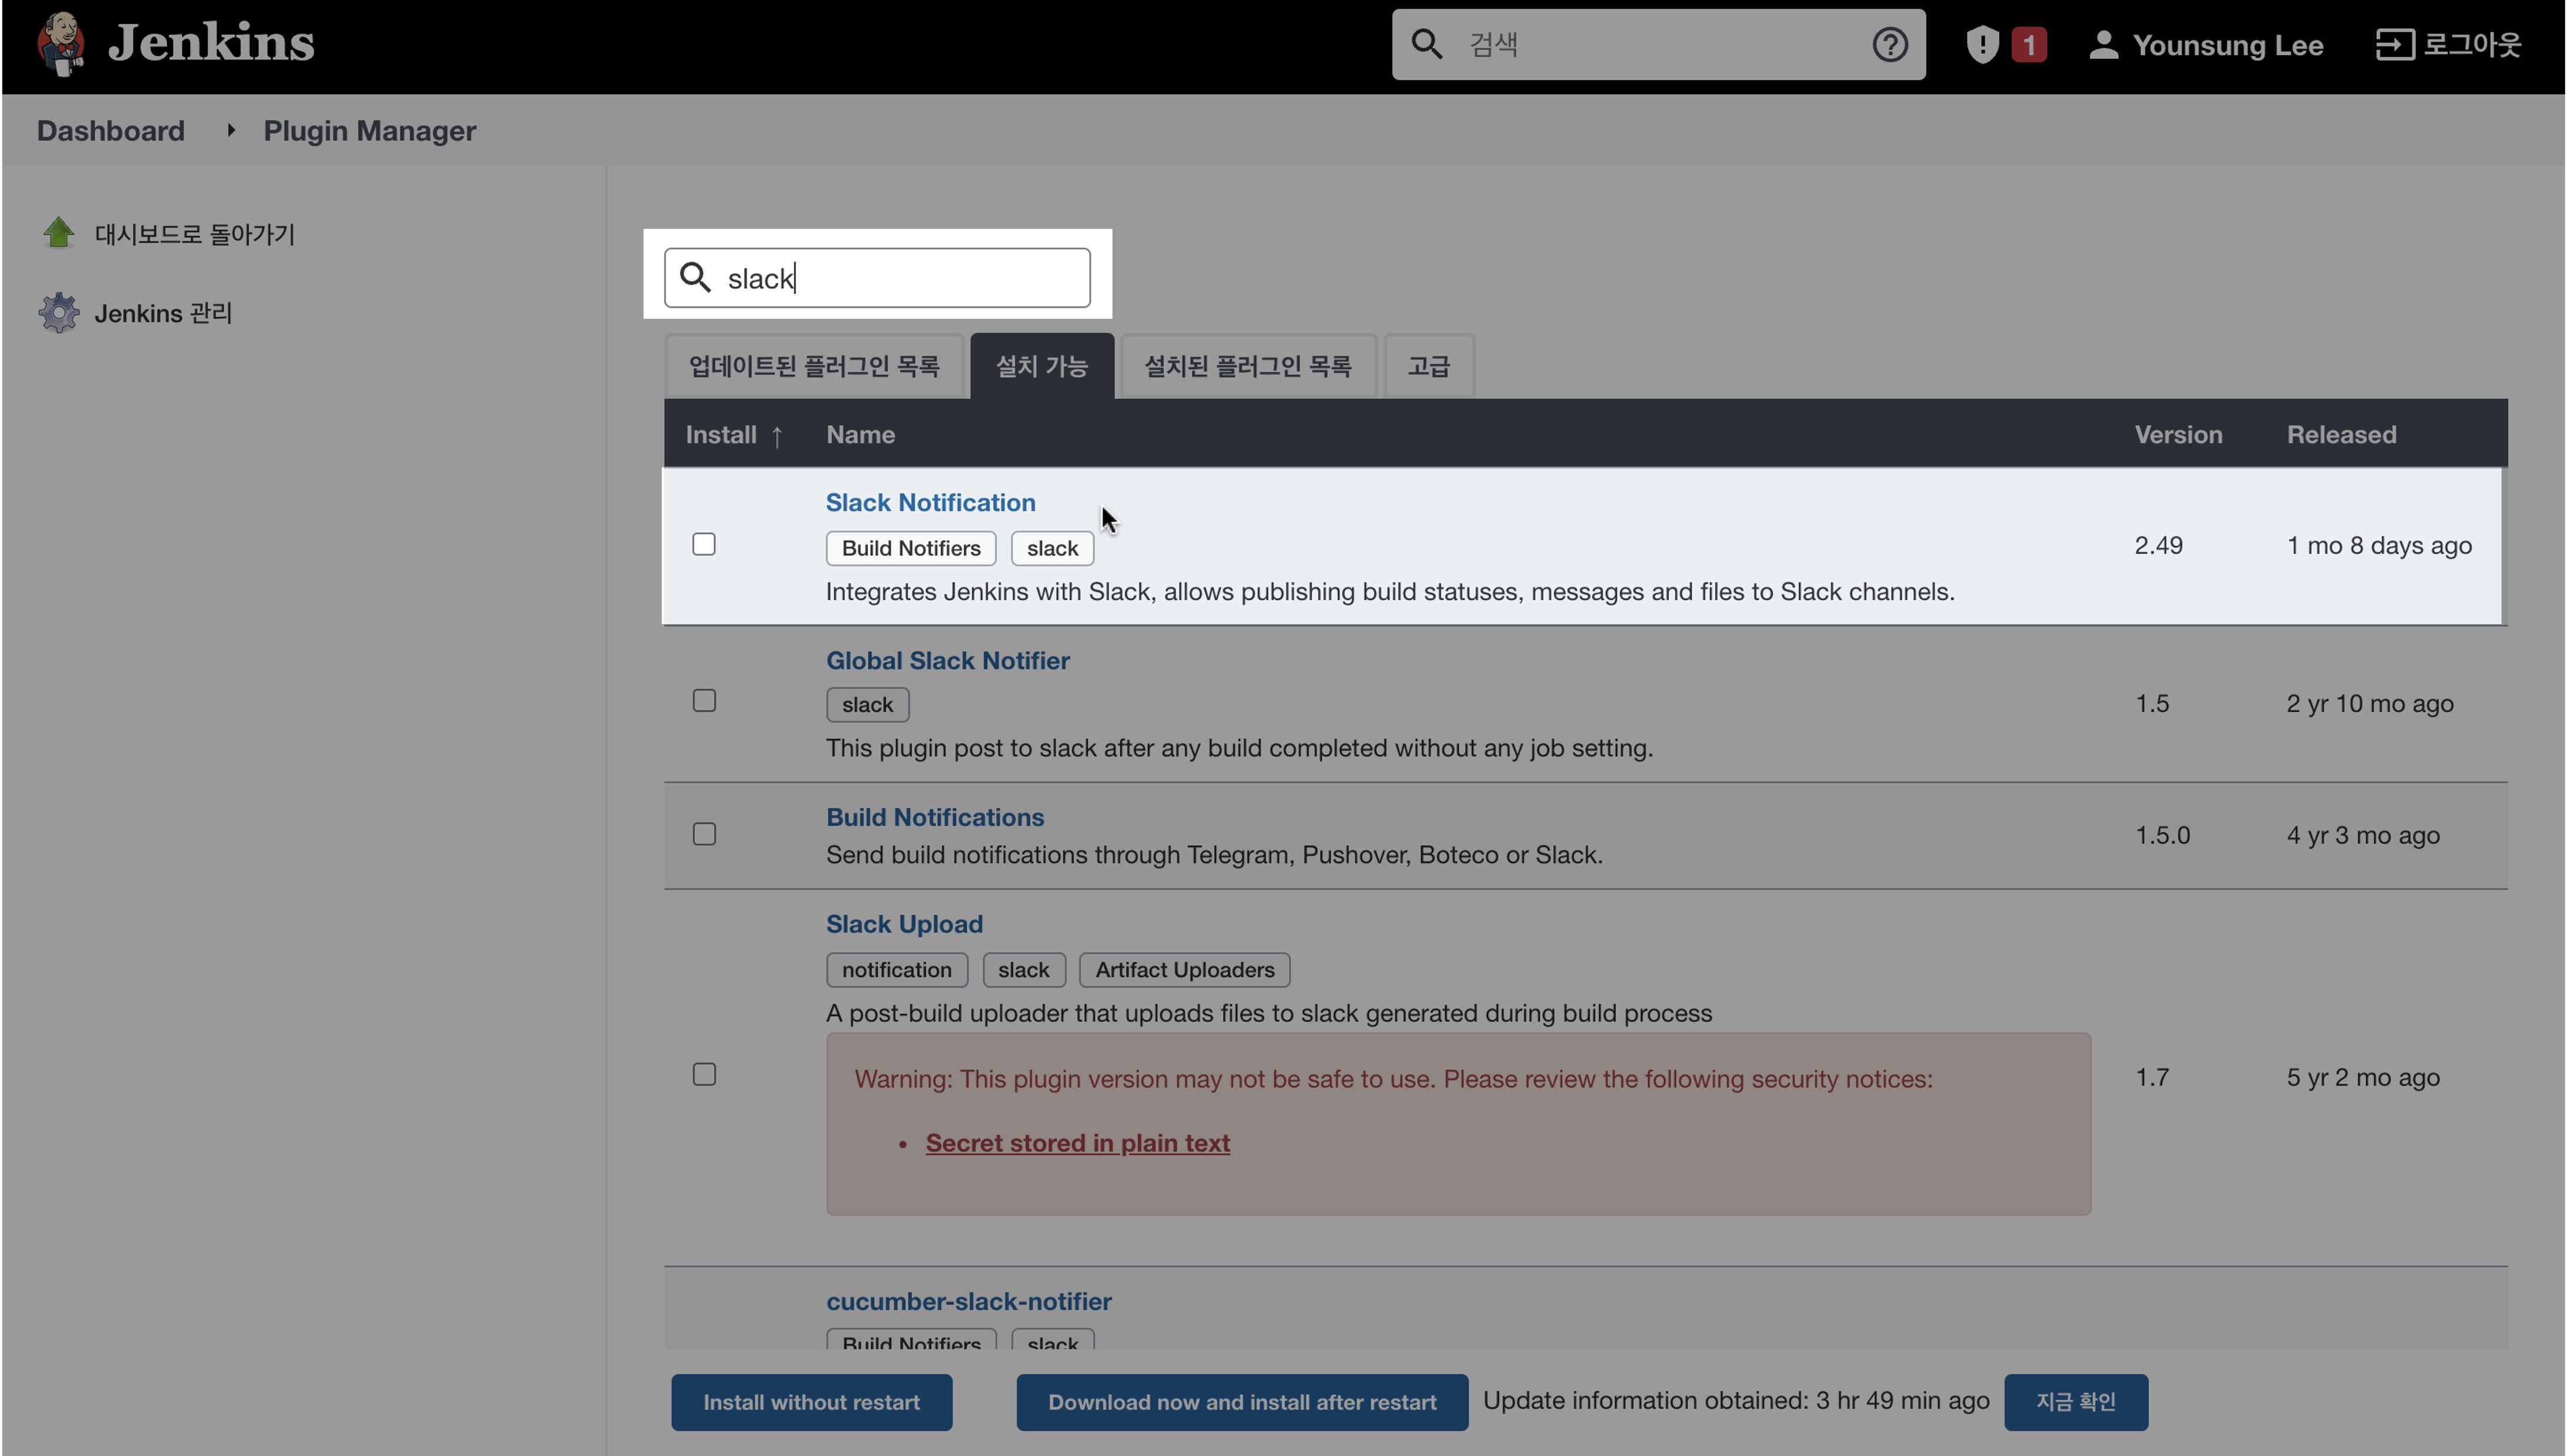 Jenkins
검색
1
Younsung Lee
로그아웃
Dashboard
Plugin Manager
대시보드로 돌아가기
Jenkins 관리
slack
업데이트된 플러그인 목록
설치 가능
설치된 플러그인 목록
고급
Install ↑ Name Version Released
Slack Notification
Build Notifiers slack
2.49 1 mo 8 days ago
Integrates Jenkins with Slack, allows publishing build statuses, messages and files to Slack channels.
Global Slack Notifier
slack
1.5 2 yr 10 mo ago
This plugin post to slack after any build completed without any job setting.
Build Notifications
1.5.0 4 yr 3 mo ago
Send build notifications through Telegram, Pushover, Boteco or Slack.
Slack Upload
notification slack Artifact Uploaders
A post-build uploader that uploads files to slack generated during build process
Warning: This plugin version may not be safe to use. Please review the following security notices:
1.7 5 yr 2 mo ago
• Secret stored in plain text
cucumber-slack-notifier
Build Notifiers slack
Install without restart
Download now and install after restart
Update information obtained: 3 hr 49 min ago
지금 확인